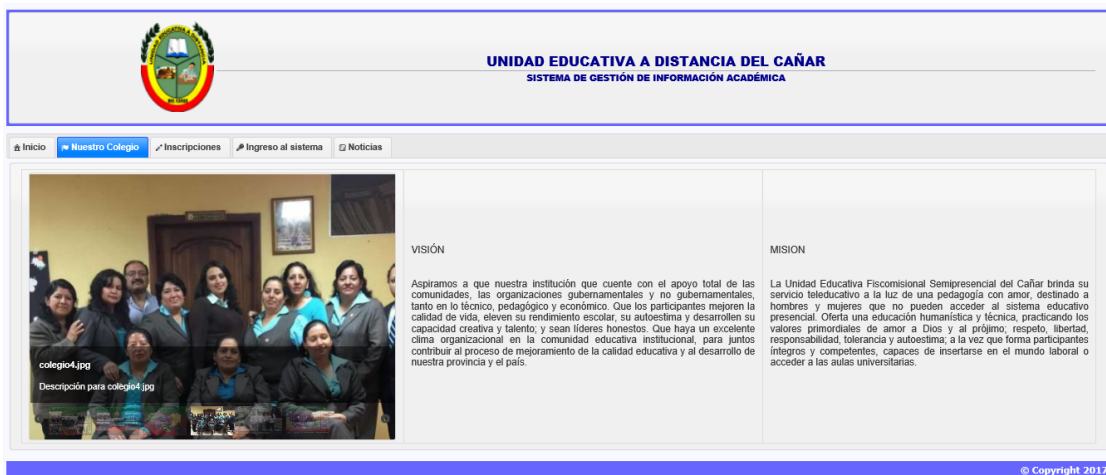 UNIDAD EDUCATIVA A DISTANCIA
DEL CAÑAR
UNIDAD EDUCATIVA A DISTANCIA DEL CAÑAR
SISTEMA DE GESTIÓN DE INFORMACIÓN ACADÉMICA
Inicio Nuestro Colegio Inscripciones Ingreso al sistema Noticias
colegio4.jpg
Descripción para colegio4.jpg
VISIÓN
Aspiramos a que nuestra institución que cuente con el apoyo total de las
comunidades, las organizaciones gubernamentales y no gubernamentales,
tanto en lo técnico, pedagógico y económico. Que los participantes mejoren la
calidad de vida, eleven su rendimiento escolar, su autoestima y desarrollen su
capacidad creativa y talento; y sean líderes honestos. Que haya un excelente
clima organizacional en la comunidad educativa institucional, para juntos
contribuir al proceso de mejoramiento de la calidad educativa y al desarrollo de
nuestra provincia y el país.
MISION
La Unidad Educativa Fiscomisional Semipresencial del Cañar brinda su
servicio teleducativo a la luz de una pedagogía con amor, destinado a
hombres y mujeres que no pueden acceder al sistema educativo
presencial. Oferta una educación humanística y técnica, practicando los
valores primordiales de amor a Dios y al prójimo; respeto, libertad,
responsabilidad, tolerancia y autoestima; a la vez que forma participantes
íntegros y competentes, capaces de insertarse en el mundo laboral o
acceder a las aulas universitarias.
© Copyright 2017